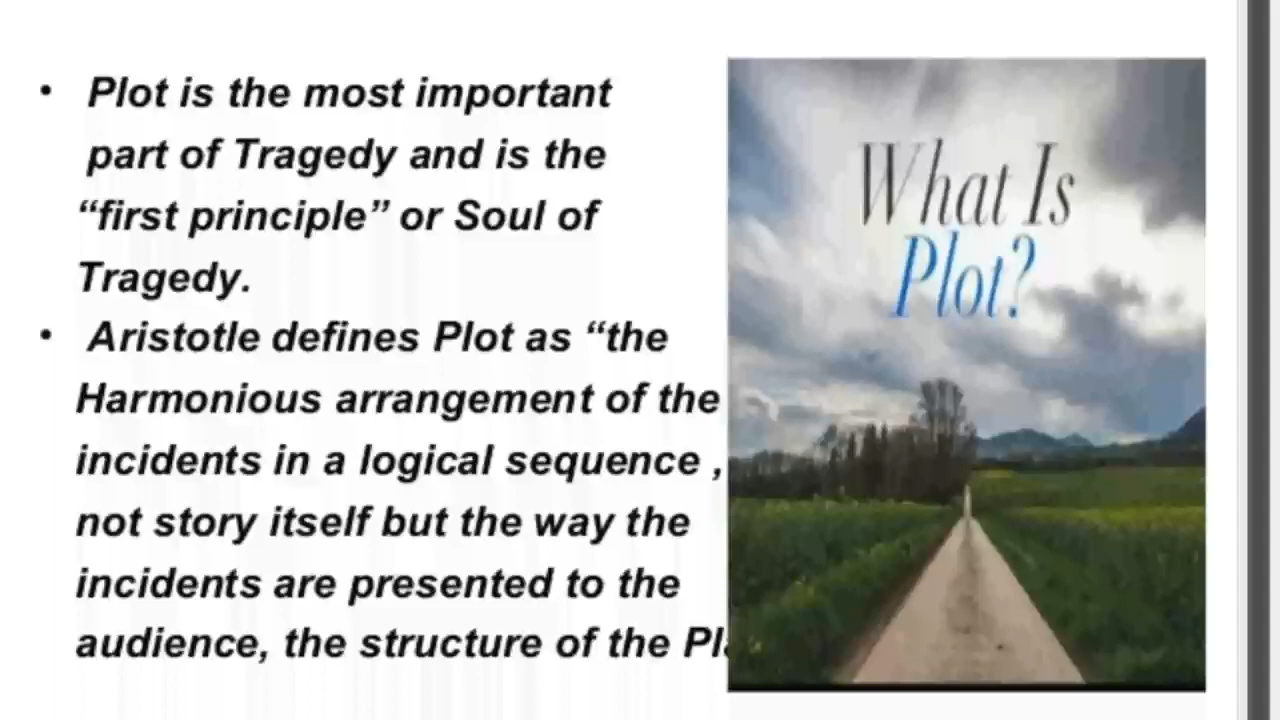 • Plot is the most important
part of Tragedy and is the
“first principle” or Soul of
Tragedy.
• Aristotle defines Plot as “the
Harmonious arrangement of the
incidents in a logical sequence ,
not story itself but the way the
incidents are presented to the
audience, the structure of the
What Is
Plot?